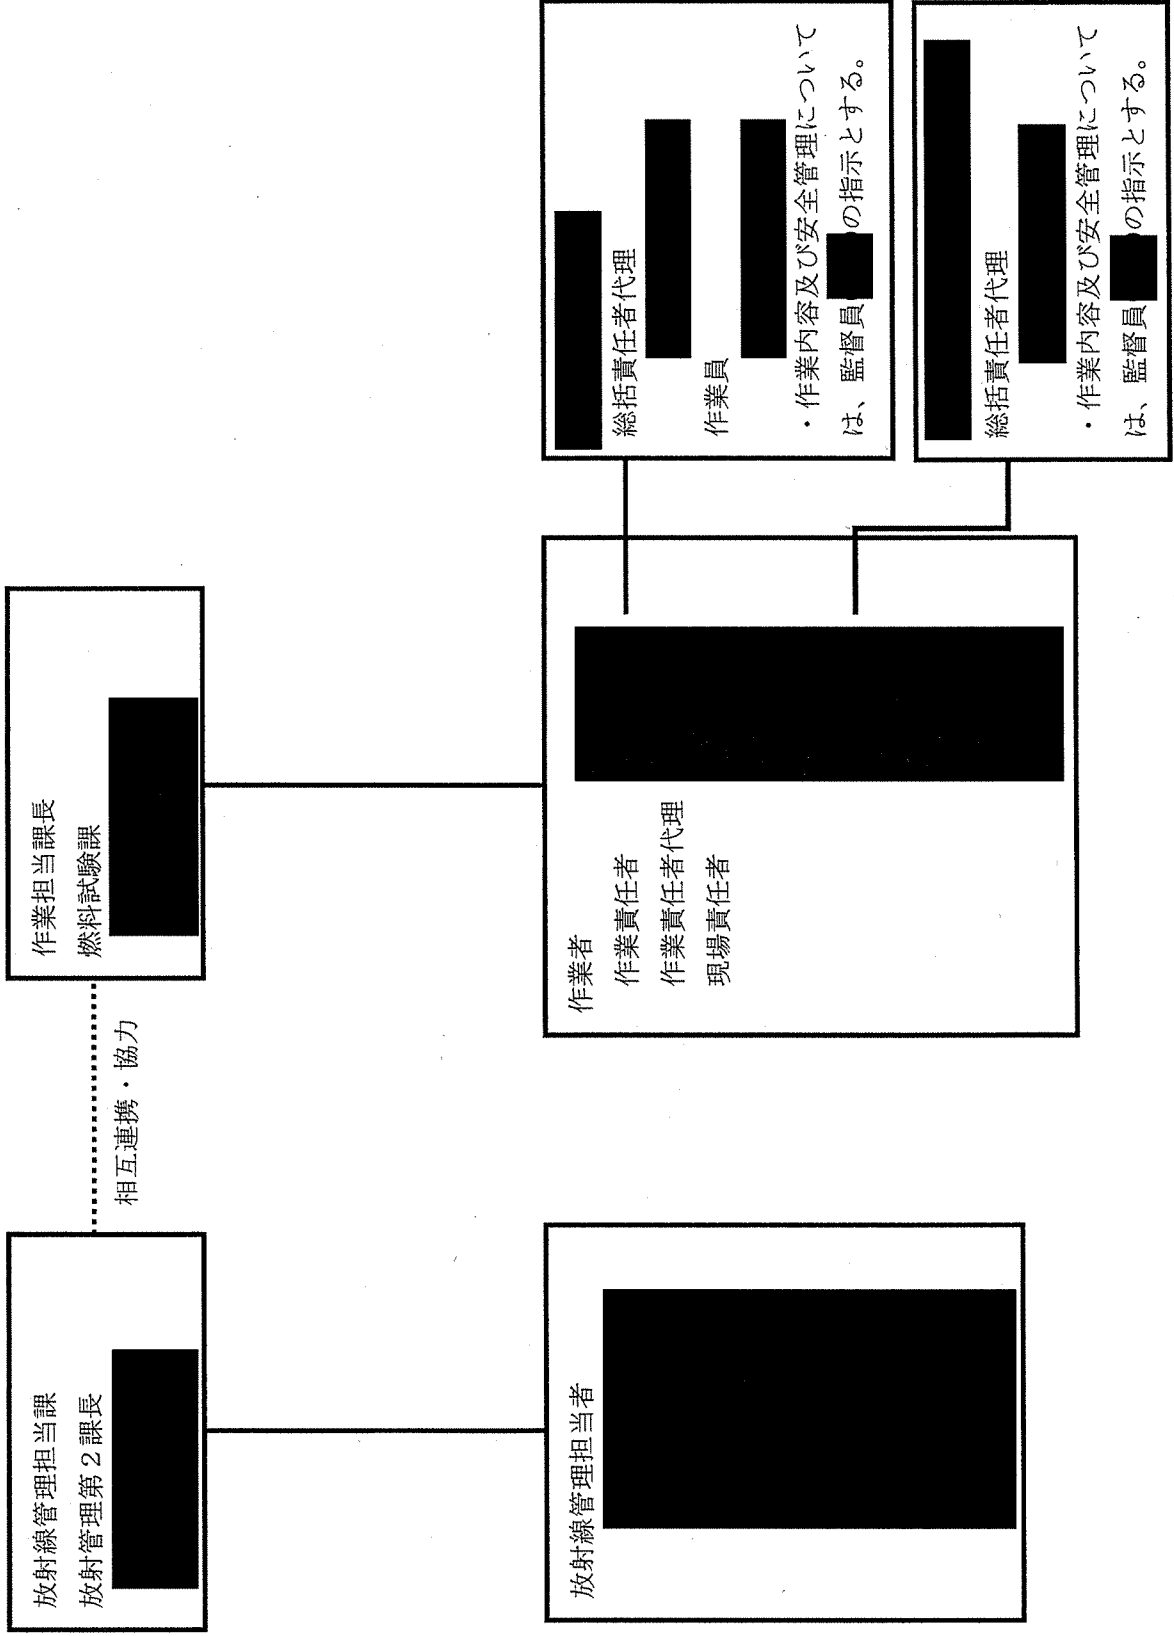 放射線管理担当課
放射管理第2課長
相互連携・協力
作業担当課長
燃料試験課
放射線管理担当者
作業者
作業責任者
作業責任者代理
現場責任者
総括責任者代理
作業員
・作業内容及び安全管理について
は、監督員
の指示とする。
総括責任者代理
・作業内容及び安全管理について
は、監督員
の指示とする。